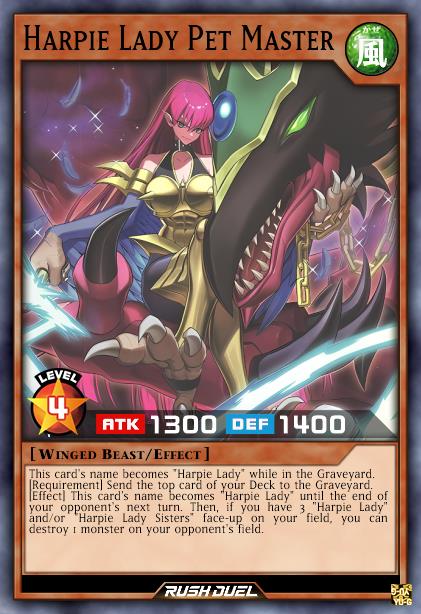 Harpie Lady Pet Master
かぜ
風
LEVEL
4
ATK 1300 DEF 1400
[Winged Beast/Effect]
This card's name becomes "Harpie Lady" while in the Graveyard.
[Requirement] Send the top card of your Deck to the Graveyard.
[Effect] This card's name becomes "Harpie Lady" until the end of
your opponent's next turn. Then, if you have 3 "Harpie Lady"
and/or "Harpie Lady Sisters" face-up on your field, you can
destroy 1 monster on your opponent's field.
RUSH DUEL